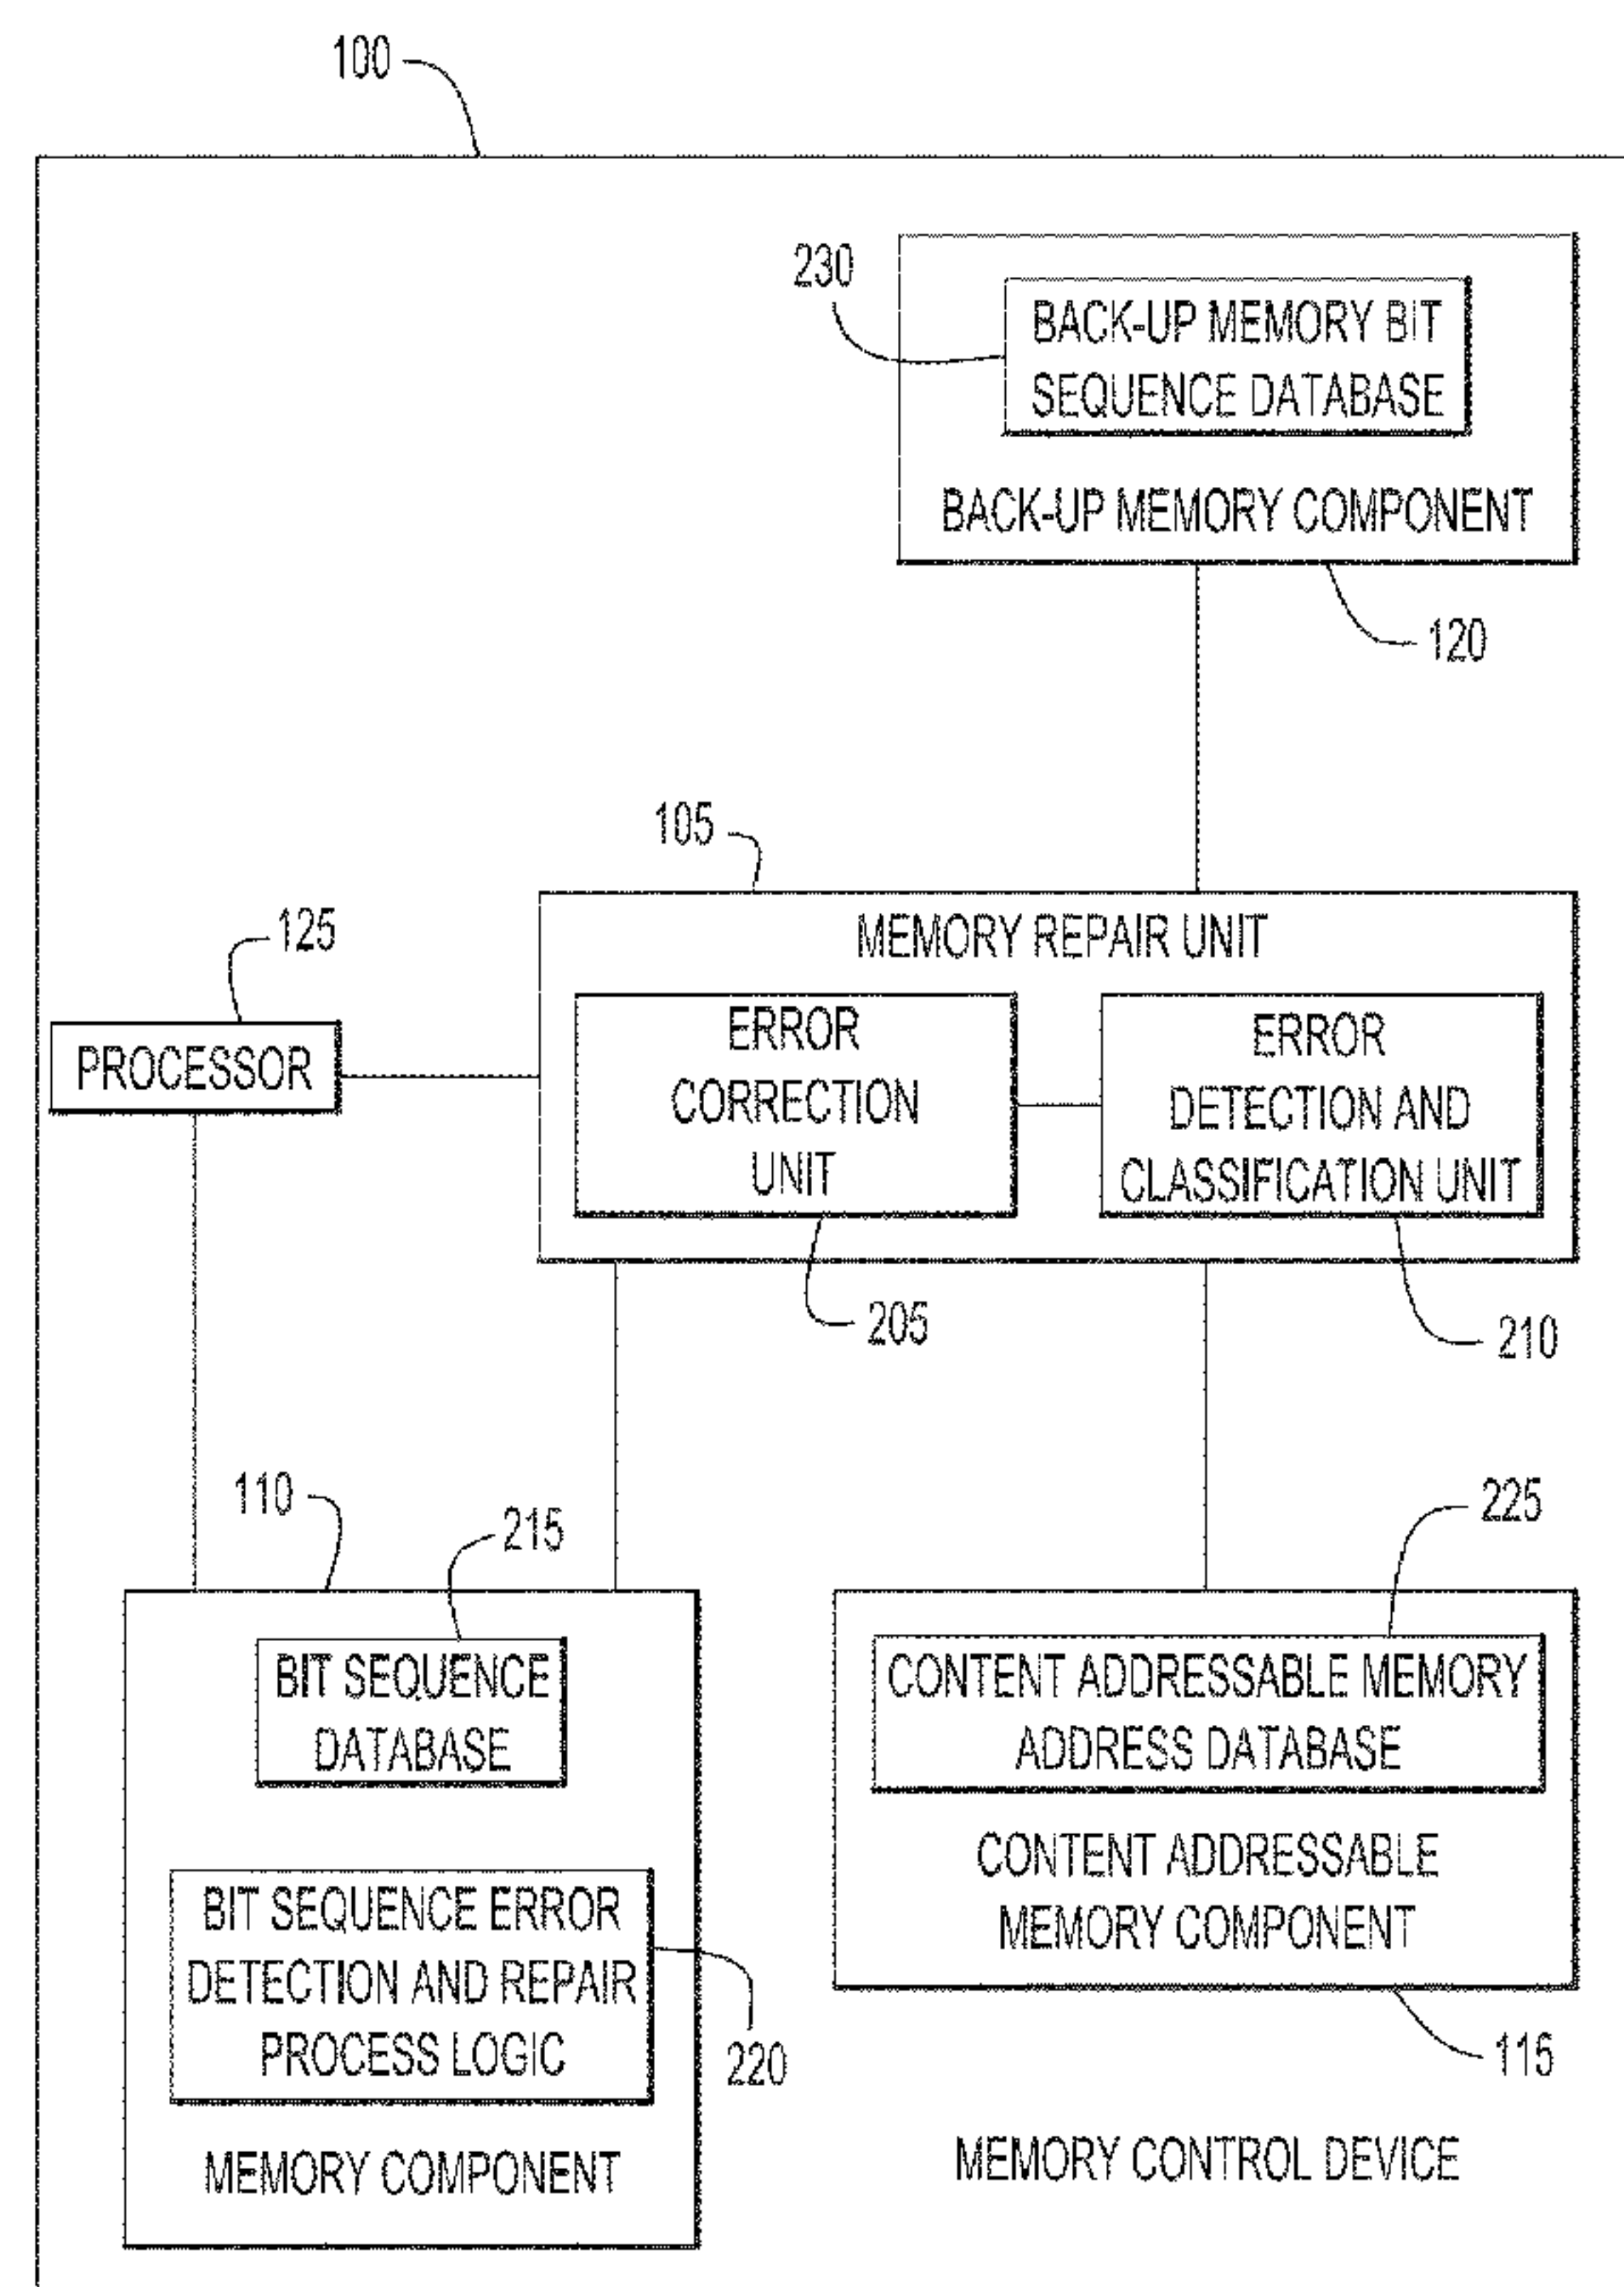 100
230
BACK-UP MEMORY BIT
SEQUENCE DATABASE
BACK-UP MEMORY COMPONENT
120
105
MEMORY REPAIR UNIT
125
PROCESSOR
ERROR
CORRECTION
UNIT
ERROR
DETECTION AND
CLASSIFICATION UNIT
205
210
110
215
225
BIT SEQUENCE
DATABASE
CONTENT ADDRESSABLE MEMORY
ADDRESS DATABASE
CONTENT ADDRESSABLE
MEMORY COMPONENT
BIT SEQUENCE ERROR
DETECTION AND REPAIR
PROCESS LOGIC
220
115
MEMORY COMPONENT
MEMORY CONTROL DEVICE